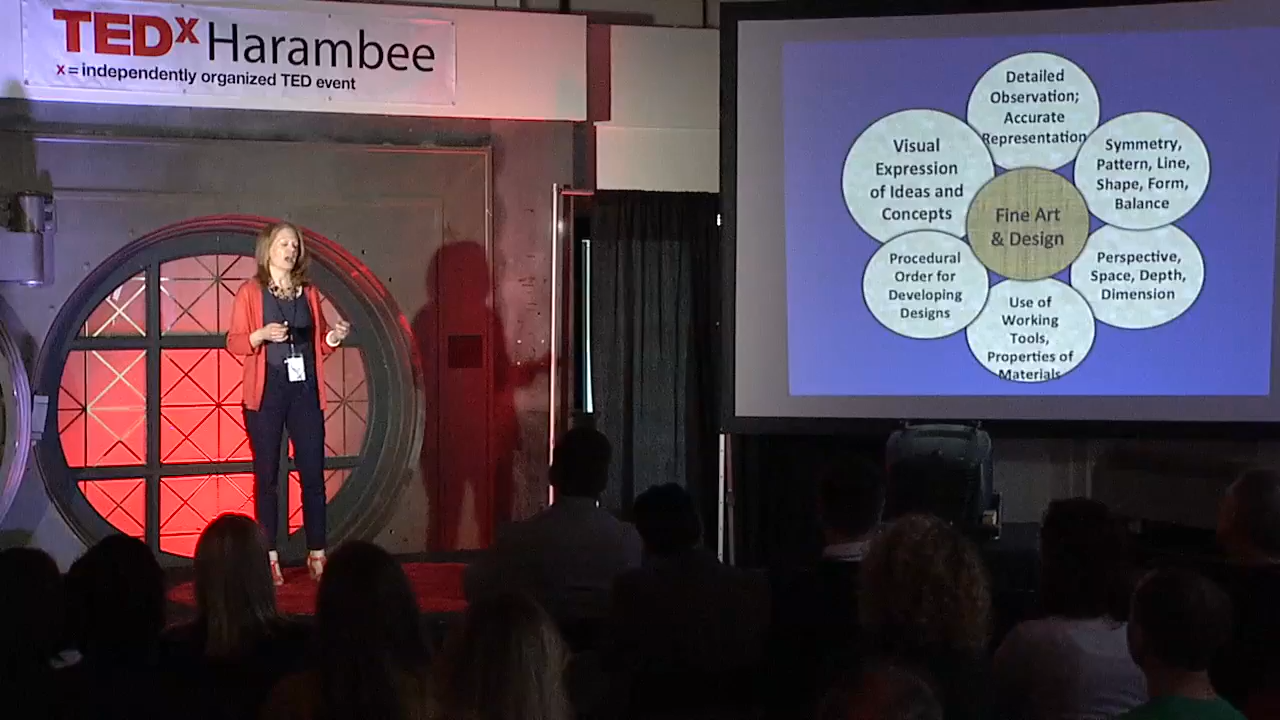 TEDx Harambee
x = independently organized TED event
Detailed
Observation;
Accurate
Representation
Visual
Expression
of Ideas and
Concepts
Symmetry,
Pattern, Line,
Shape, Form,
Balance
Fine Art
& Design
Procedural
Order for
Developing
Designs
Perspective,
Space, Depth,
Dimension
Use of
Working
Tools,
Properties of
Materials